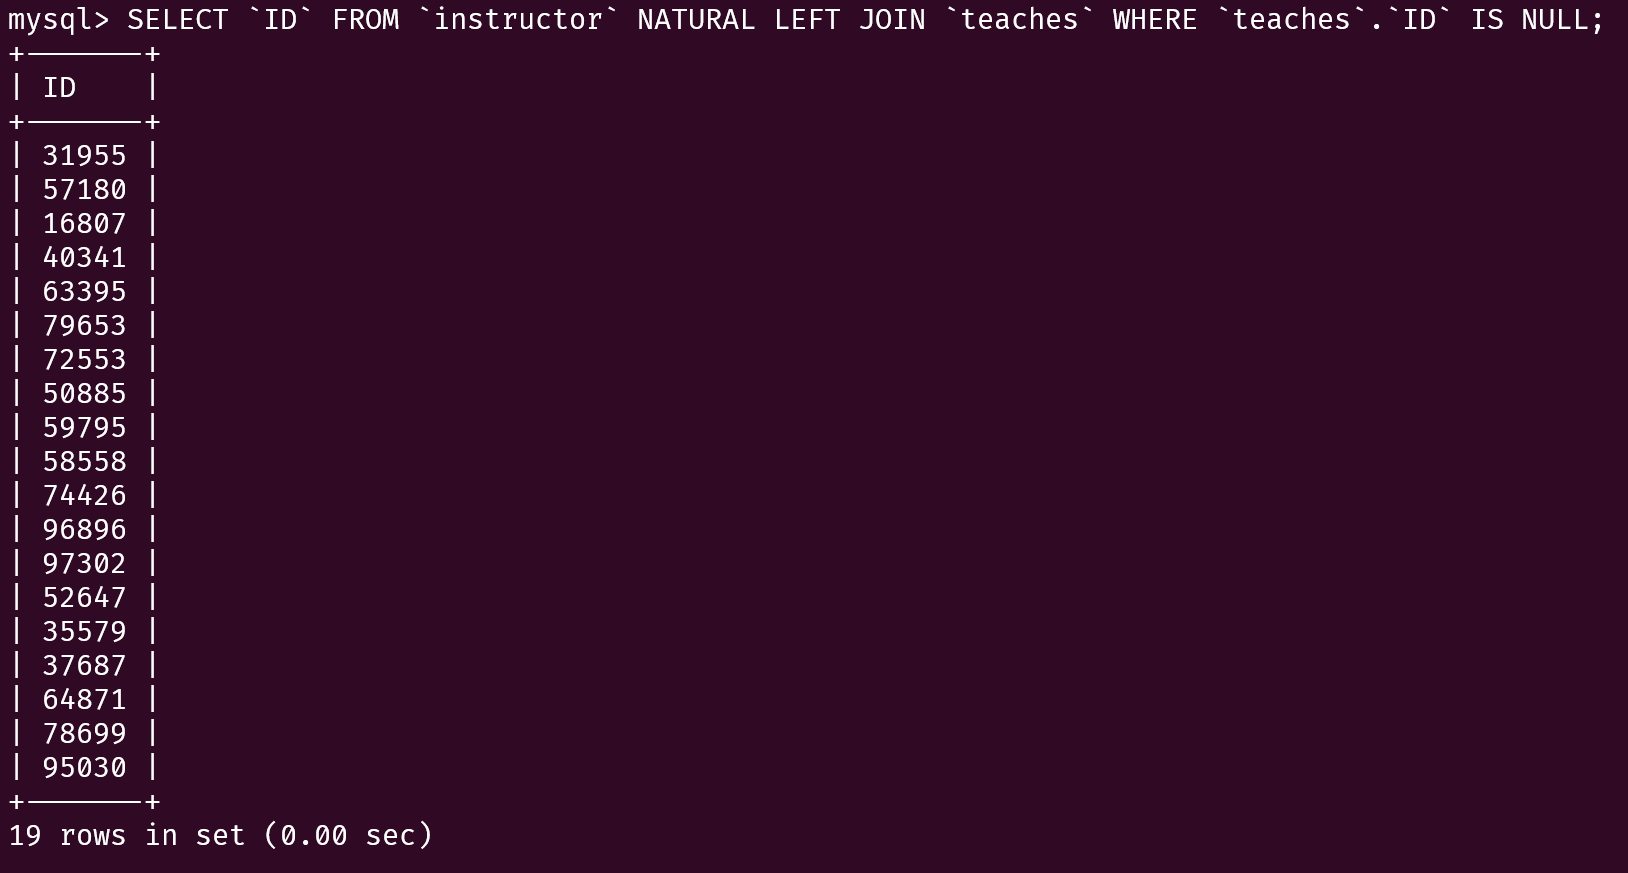 mysql> SELECT `ID` FROM `instructor` NATURAL LEFT JOIN `teaches` WHERE `teaches`.`ID` IS NULL;
+-------+
| ID    |
+-------+
| 31955 |
| 57180 |
| 16807 |
| 40341 |
| 63395 |
| 79653 |
| 72553 |
| 50885 |
| 59795 |
| 58558 |
| 74426 |
| 96896 |
| 97302 |
| 52647 |
| 35579 |
| 37687 |
| 64871 |
| 78699 |
| 95030 |
+-------+
19 rows in set (0.00 sec)